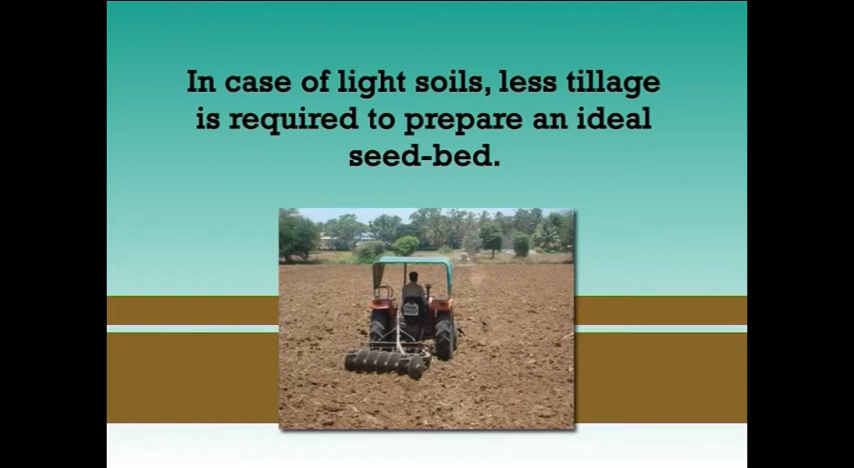 In case of light soils, less tillage
is required to prepare an ideal
seed-bed.